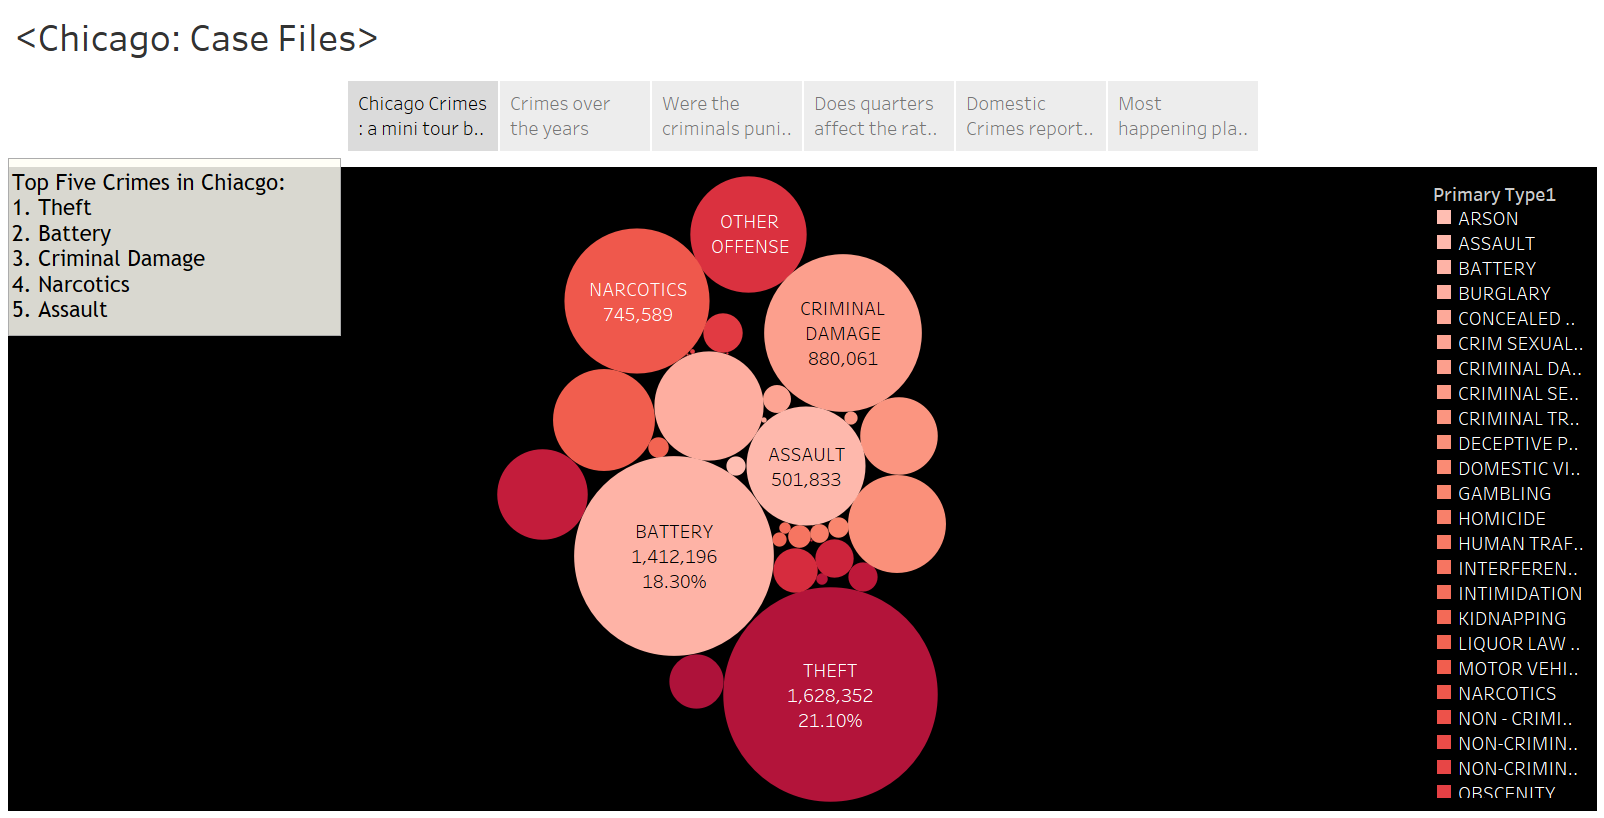 <Chicago: Case Files>
Chicago Crimes
: a mini tour b..
Crimes over
the years
Were the
criminals puni..
Does quarters
affect the rat..
Domestic
Crimes report..
Most
happening pla..
Top Five Crimes in Chiacgo:
1. Theft
2. Battery
3. Criminal Damage
4. Narcotics
5. Assault
OTHER
OFFENSE
NARCOTICS
745,589
CRIMINAL
DAMAGE
880,061
ASSAULT
501,833
BATTERY
1,412,196
18.30%
THEFT
1,628,352
21.10%
Primary Type1
ARSON
ASSAULT
BATTERY
BURGLARY
CONCEALED ..
CRIM SEXUAL..
CRIMINAL DA..
CRIMINAL SE..
CRIMINAL TR..
DECEPTIVE P..
DOMESTIC VI..
GAMBLING
HOMICIDE
HUMAN TRAF..
INTERFEREN..
INTIMIDATION
KIDNAPPING
LIQUOR LAW ..
MOTOR VEHI..
NARCOTICS
NON - CRIMI..
NON-CRIMIN..
NON-CRIMIN..
OBSCENITY